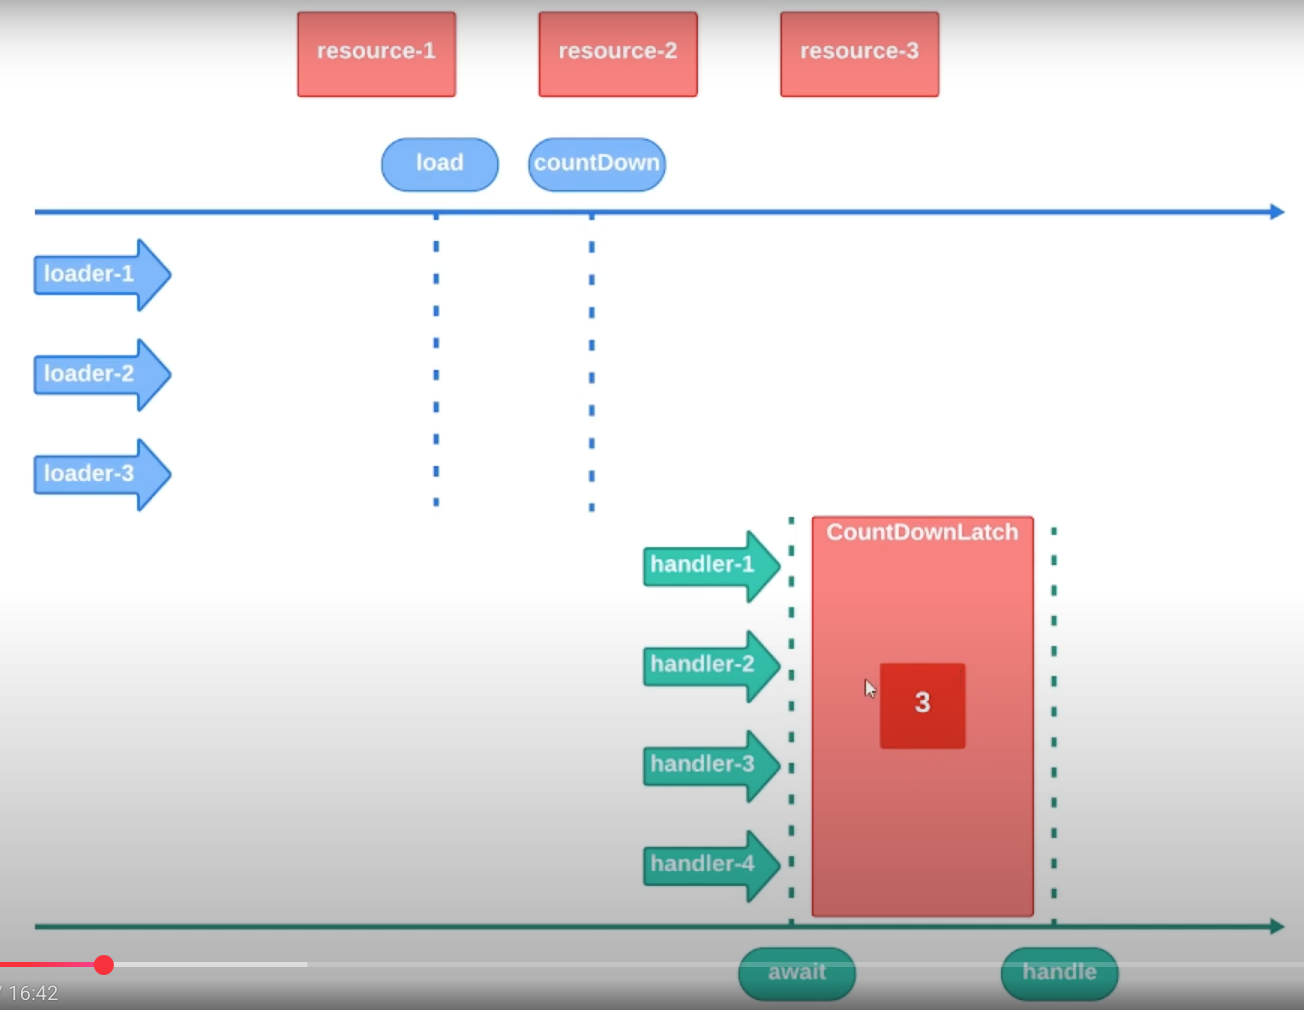 resource-1 resource-2 resource-3
load countDown
loader-1
loader-2
loader-3
CountDownLatch
handler-1
handler-2
3
handler-3
handler-4
await handle
/ 16:42